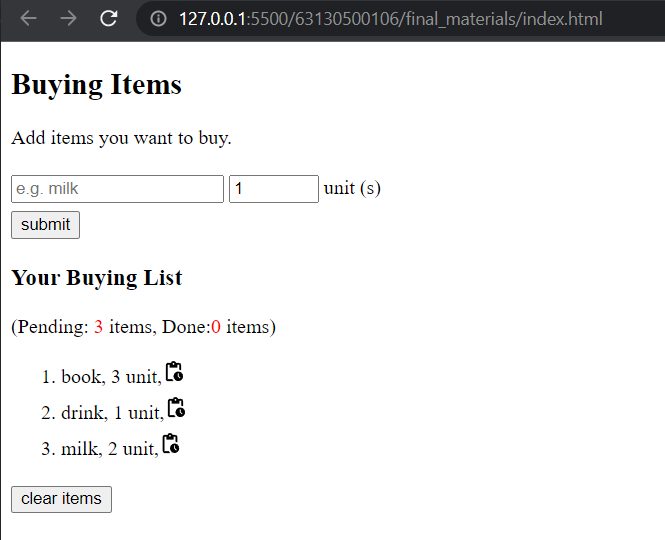 127.0.0.1:5500/63130500106/final_materials/index.html
Buying Items
Add items you want to buy.
e.g. milk 1 unit (s)
submit
Your Buying List
(Pending: 3 items, Done:0 items)
1. book, 3 unit,
2. drink, 1 unit,
3. milk, 2 unit,
clear items